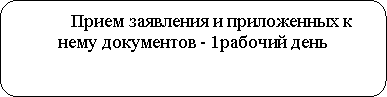 Прием заявления и приложенных к
нему документов - 1рабочий день